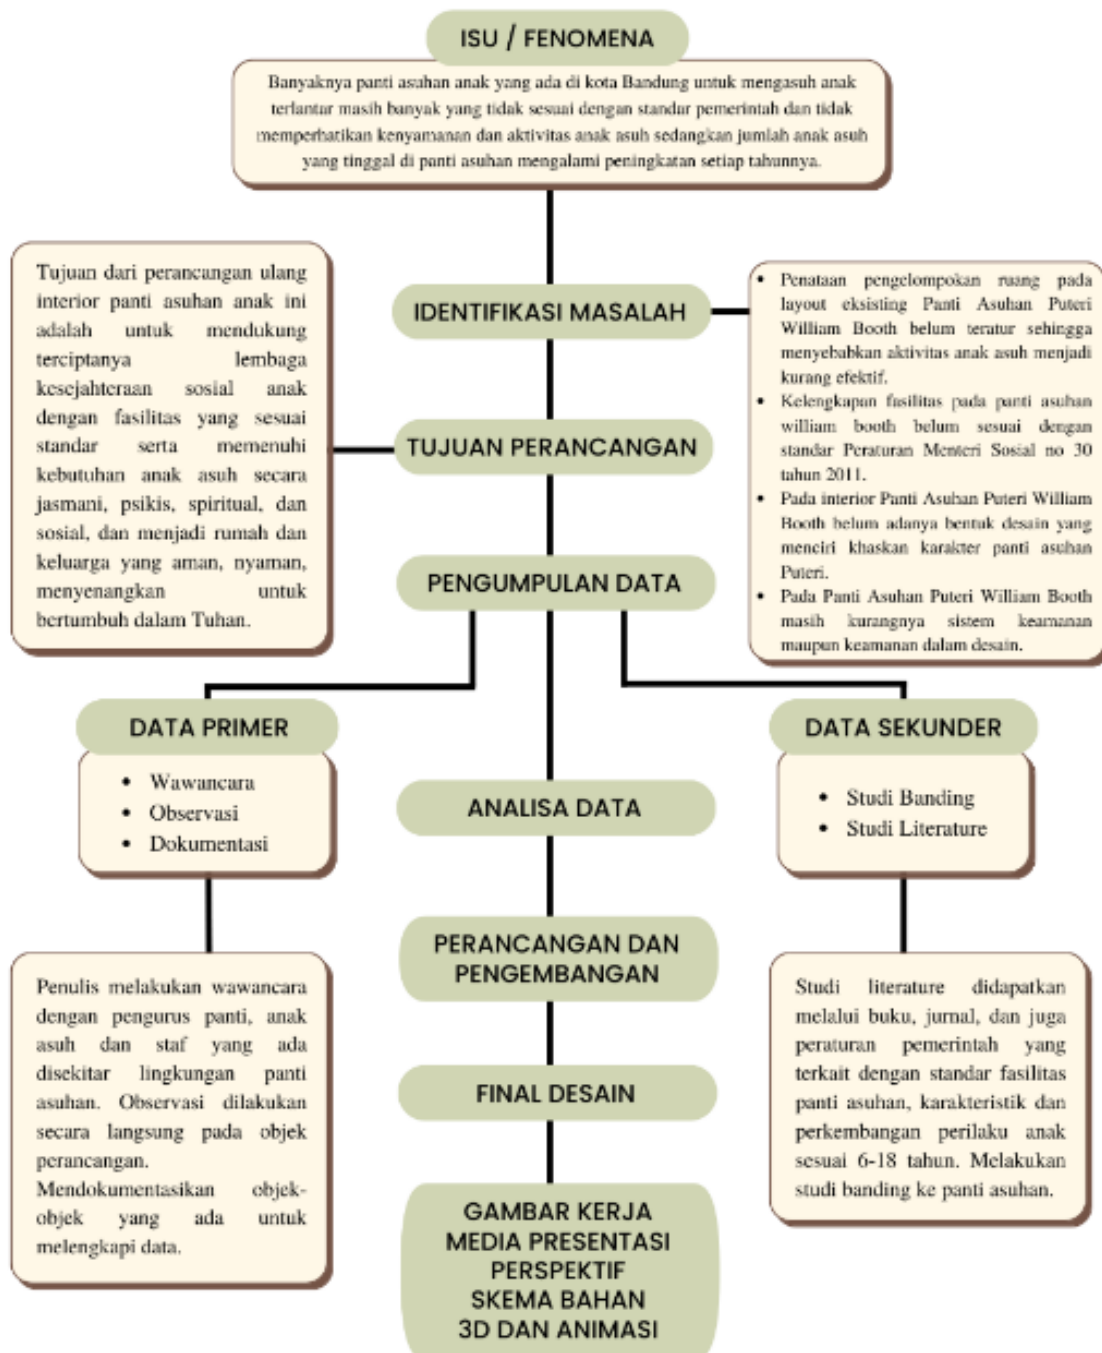 ISU / FENOMENA
Banyaknya panti asuhan anak yang ada di kota Bandung untuk mengasuh anak
terlantar masih banyak yang tidak sesuai dengan standar pemerintah dan tidak
memperhatikan kenyamanan dan aktivitas anak asuh sedangkan jumlah anak asuh
yang tinggal di panti asuhan mengalami peningkatan setiap tahunnya.
IDENTIFIKASI MASALAH
• Penataan pengelompokan ruang pada
layout eksisting Panti Asuhan Puteri
William Booth belum teratur sehingga
menyebabkan aktivitas anak asuh menjadi
kurang efektif.
• Kelengkapan fasilitas pada panti asuhan
william booth belum sesuai dengan
standar Peraturan Menteri Sosial no 30
tahun 2011.
• Pada interior Panti Asuhan Puteri William
Booth belum adanya bentuk desain yang
menciri khaskan karakter panti asuhan
Puteri.
• Pada Panti Asuhan Puteri William Booth
masih kurangnya sistem keamanan
maupun keamanan dalam desain.
TUJUAN PERANCANGAN
Tujuan dari perancangan ulang
interior panti asuhan anak ini
adalah untuk mendukung
terciptanya lembaga
kesejahteraan sosial anak
dengan fasilitas yang sesuai
standar serta memenuhi
kebutuhan anak asuh secara
jasmani, psikis, spiritual, dan
sosial, dan menjadi rumah dan
keluarga yang aman, nyaman,
menyenangkan untuk
bertumbuh dalam Tuhan.
PENGUMPULAN DATA
DATA PRIMER
• Wawancara
• Observasi
• Dokumentasi
Penulis melakukan wawancara
dengan pengurus panti, anak
asuh dan staf yang ada
disekitar lingkungan panti
asuhan. Observasi dilakukan
secara langsung pada objek
perancangan.
Mendokumentasikan objek-
objek yang ada untuk
melengkapi data.
DATA SEKUNDER
• Studi Banding
• Studi Literature
Studi literature didapatkan
melalui buku, jurnal, dan juga
peraturan pemerintah yang
terkait dengan standar fasilitas
panti asuhan, karakteristik dan
perkembangan perilaku anak
sesuai 6-18 tahun. Melakukan
studi banding ke panti asuhan.
ANALISA DATA
PERANCANGAN DAN
PENGEMBANGAN
FINAL DESAIN
GAMBAR KERJA
MEDIA PRESENTASI
PERSPEKTIF
SKEMA BAHAN
3D DAN ANIMASI